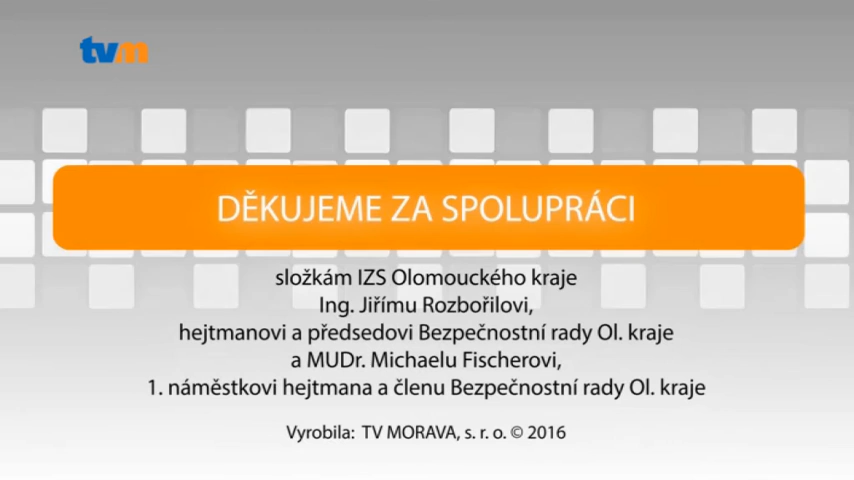 tvm
DĚKUJEME ZA SPOLUPRÁCI
složkám IZS Olomouckého kraje
Ing. Jiřímu Rozbořilovi,
hejtmanovi a předsedovi Bezpečnostní rady Ol. kraje
a MUDr. Michaelu Fischerovi,
1. náměstkovi hejtmana a členu Bezpečnostní rady Ol. kraje
Vyrobila: TV MORAVA, s. r. o. © 2016